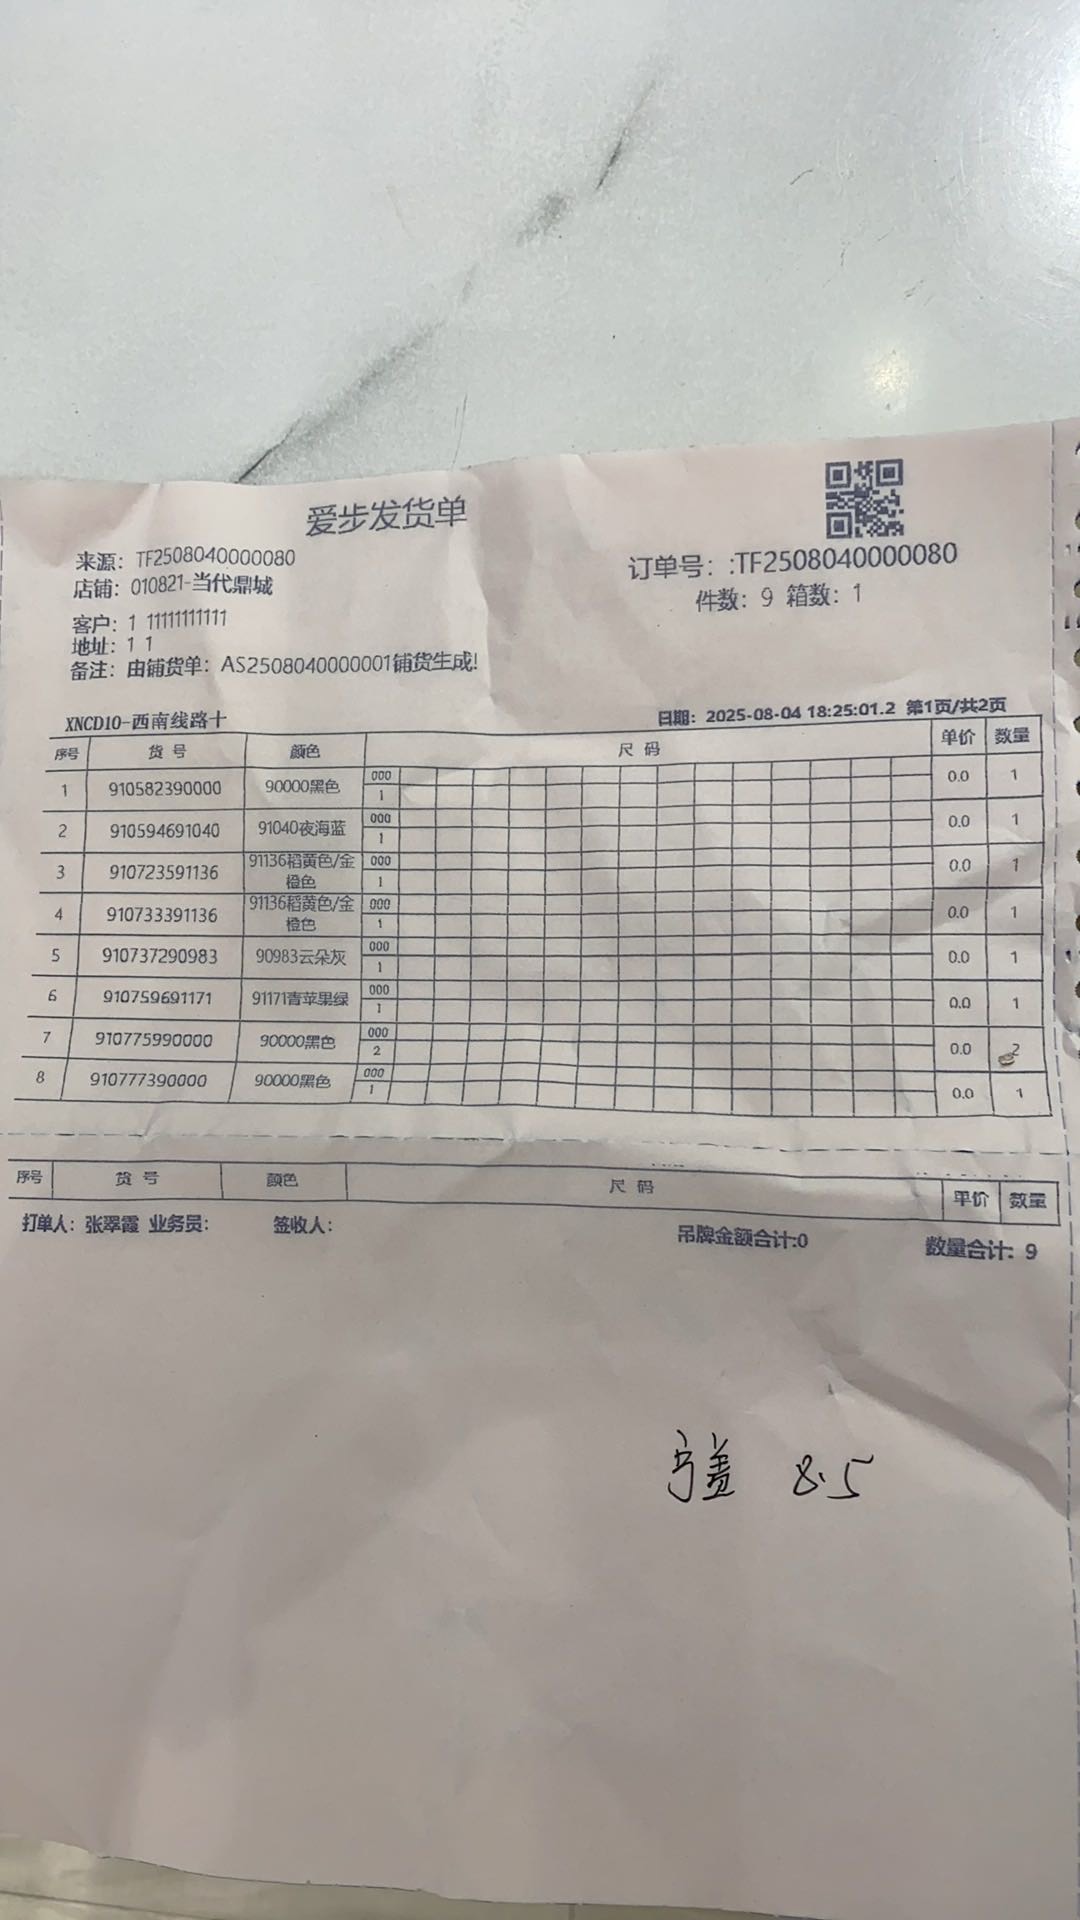 爱步发货单
来源：TF2508040000080
订单号：:TF2508040000080
店铺：010821-当代鼎城
件数：9 箱数：1
客户：1 11111111111
地址：1 1
备注：由铺货单：AS2508040000001铺货生成!
XNCD10-西南线路十
日期：2025-08-04 18:25:01.2 第1页/共2页
序号 货号 颜色 尺码 单价 数量
1 910582390000 90000黑色 000 1 0.0 1
2 910594691040 91040夜海蓝 000 1 0.0 1
3 910723591136 91136稻黄色/金橙色 000 1 0.0 1
4 910733391136 91136稻黄色/金橙色 000 1 0.0 1
5 910737290983 90983云朵灰 000 1 0.0 1
6 910759691171 91171青苹果绿 000 1 0.0 1
7 910775990000 90000黑色 000 2 0.0 2
8 910777390000 90000黑色 000 1 0.0 1
序号 货号 颜色 尺码 单价 数量
打单人：张翠霞 业务员： 签收人： 吊牌金额合计:0 数量合计：9
8.5